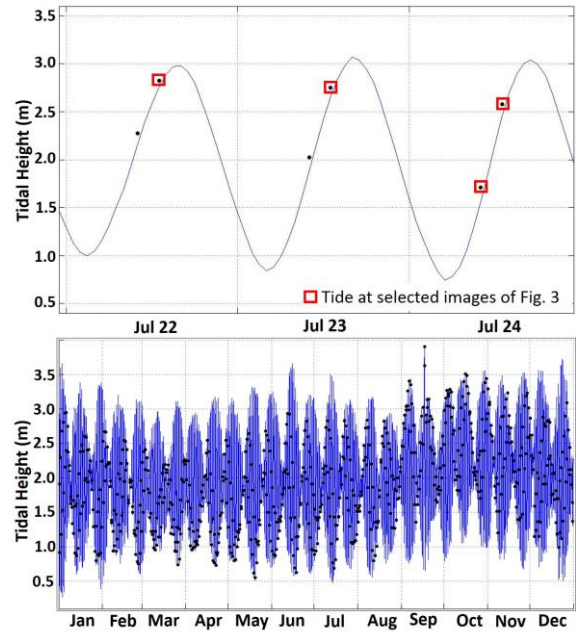 3.5
3.0
2.5
2.0
1.5
1.0
0.5
Tidal Height (m)
Tide at selected images of Fig. 3
Jul 22 Jul 23 Jul 24
3.5
3.0
2.5
2.0
1.5
1.0
0.5
Tidal Height (m)
Jan Feb Mar Apr May Jun Jul Aug Sep Oct Nov Dec